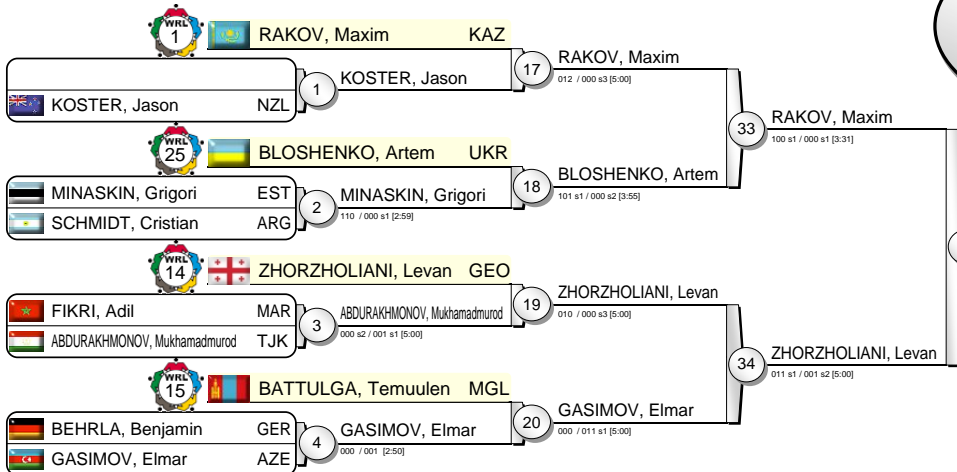 WRL 1 RAKOV, Maxim KAZ
KOSTER, Jason NZL
1 KOSTER, Jason
17 RAKOV, Maxim
012 / 000 s3 [5:00]
WRL 25 BLOSHENKO, Artem UKR
MINASKIN, Grigori EST
SCHMIDT, Cristian ARG
2 MINASKIN, Grigori
110 / 000 s1 [2:59]
18 BLOSHENKO, Artem
101 s1 / 000 s2 [3:55]
33 RAKOV, Maxim
100 s1 / 000 s1 [3:31]
WRL 14 ZHORZHOLIANI, Levan GEO
FIKRI, Adil MAR
ABDURAKHMONOV, Mukhamadmurod TJK
3 ABDURAKHMONOV, Mukhamadmurod
000 s2 / 001 s1 [5:00]
19 ZHORZHOLIANI, Levan
010 / 000 s3 [5:00]
WRL 15 BATTULGA, Temuulen MGL
BEHRLA, Benjamin GER
GASIMOV, Elmar AZE
4 GASIMOV, Elmar
000 / 001 [2:50]
20 GASIMOV, Elmar
000 / 011 s1 [5:00]
34 ZHORZHOLIANI, Levan
011 s1 / 001 s2 [5:00]